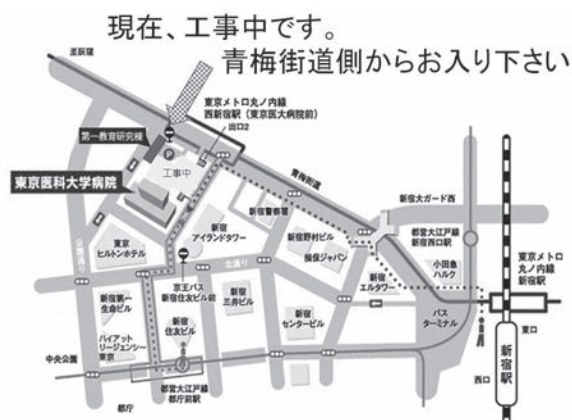 現在、工事中です。
青梅街道側からお入り下さい
至荻窪
東京メトロ丸ノ内線
西新宿駅(東京医大病院前)
出口2
第一教育研究棟
P
工事中
東京医科大学病院
青梅街道
新宿大ガード西
新宿警察署
都営大江戸線
新宿西口駅
公園通り
東京
ヒルトンホテル
新宿
アイランドタワー
新宿野村ビル
損保ジャパン
小田急
ハルク
東京メトロ
丸ノ内線
新宿駅
北通り
京王バス
新宿住友ビル前
新宿
エルタワー
新宿第一
生命ビル
新宿
三井ビル
新宿
住友ビル
新宿
センタービル
バス
ターミナル
東口
ハイアット
リージェンシー
東京
中央公園
新宿駅
西口
都営大江戸線
都庁前駅
都庁